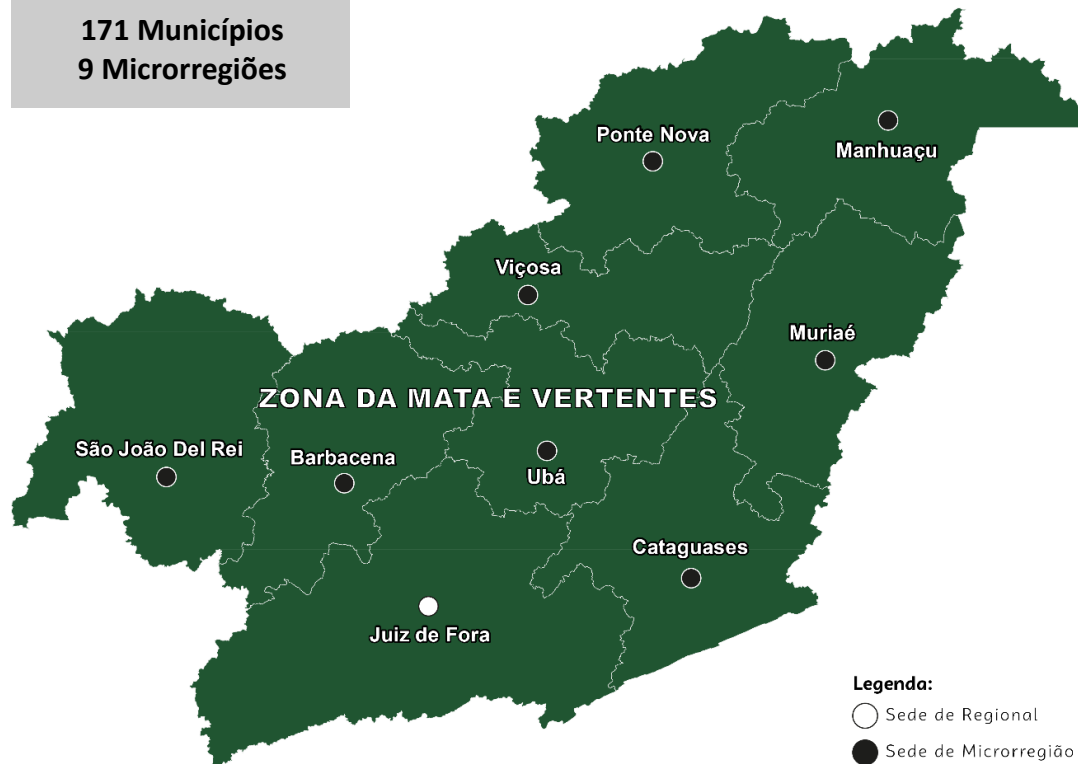 171 Municípios
9 Microrregiões
Ponte Nova
Manhuaçu
Viçosa
Muriaé
ZONA DA MATA E VERTENTES
São João Del Rei
Barbacena
Ubá
Cataguases
Juiz de Fora
Legenda:
Sede de Regional
Sede de Microrregião